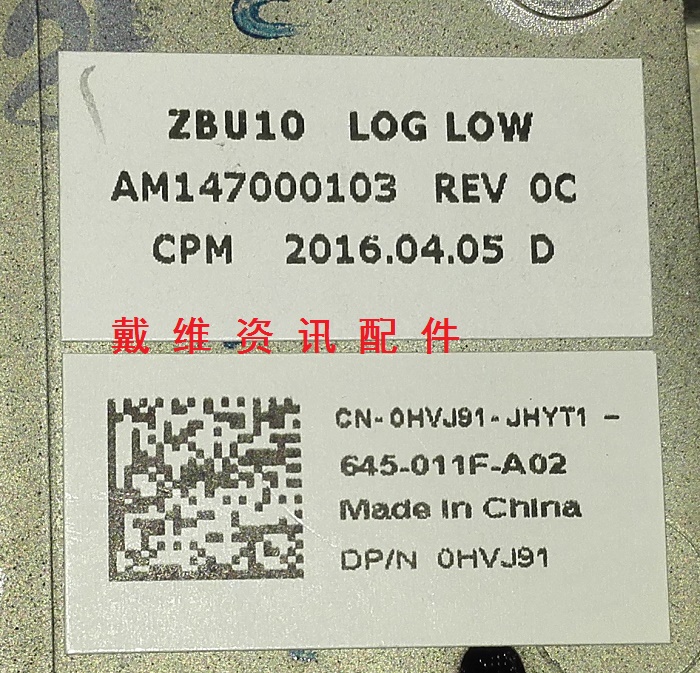 ZBU10 LOG LOW
AM147000103 REV 0C
CPM 2016.04.05 D
戴维资讯配件
CN-0HVJ91-JHYT1 -
645-011F-A02
Made in China
DP/N 0HVJ91